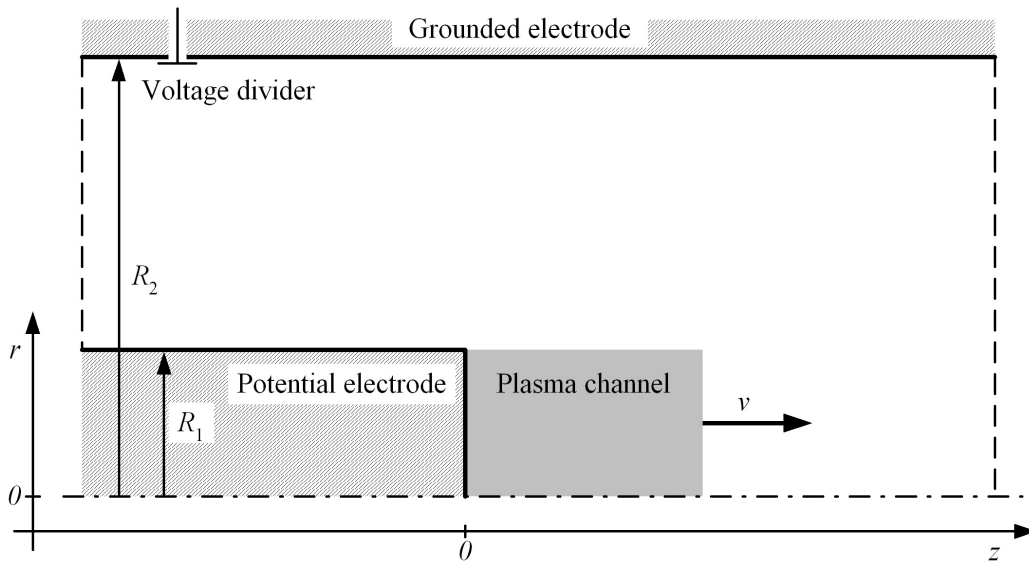 Grounded electrode
Voltage divider
R2
r
Potential electrode
Plasma channel
v
R1
0
0
z